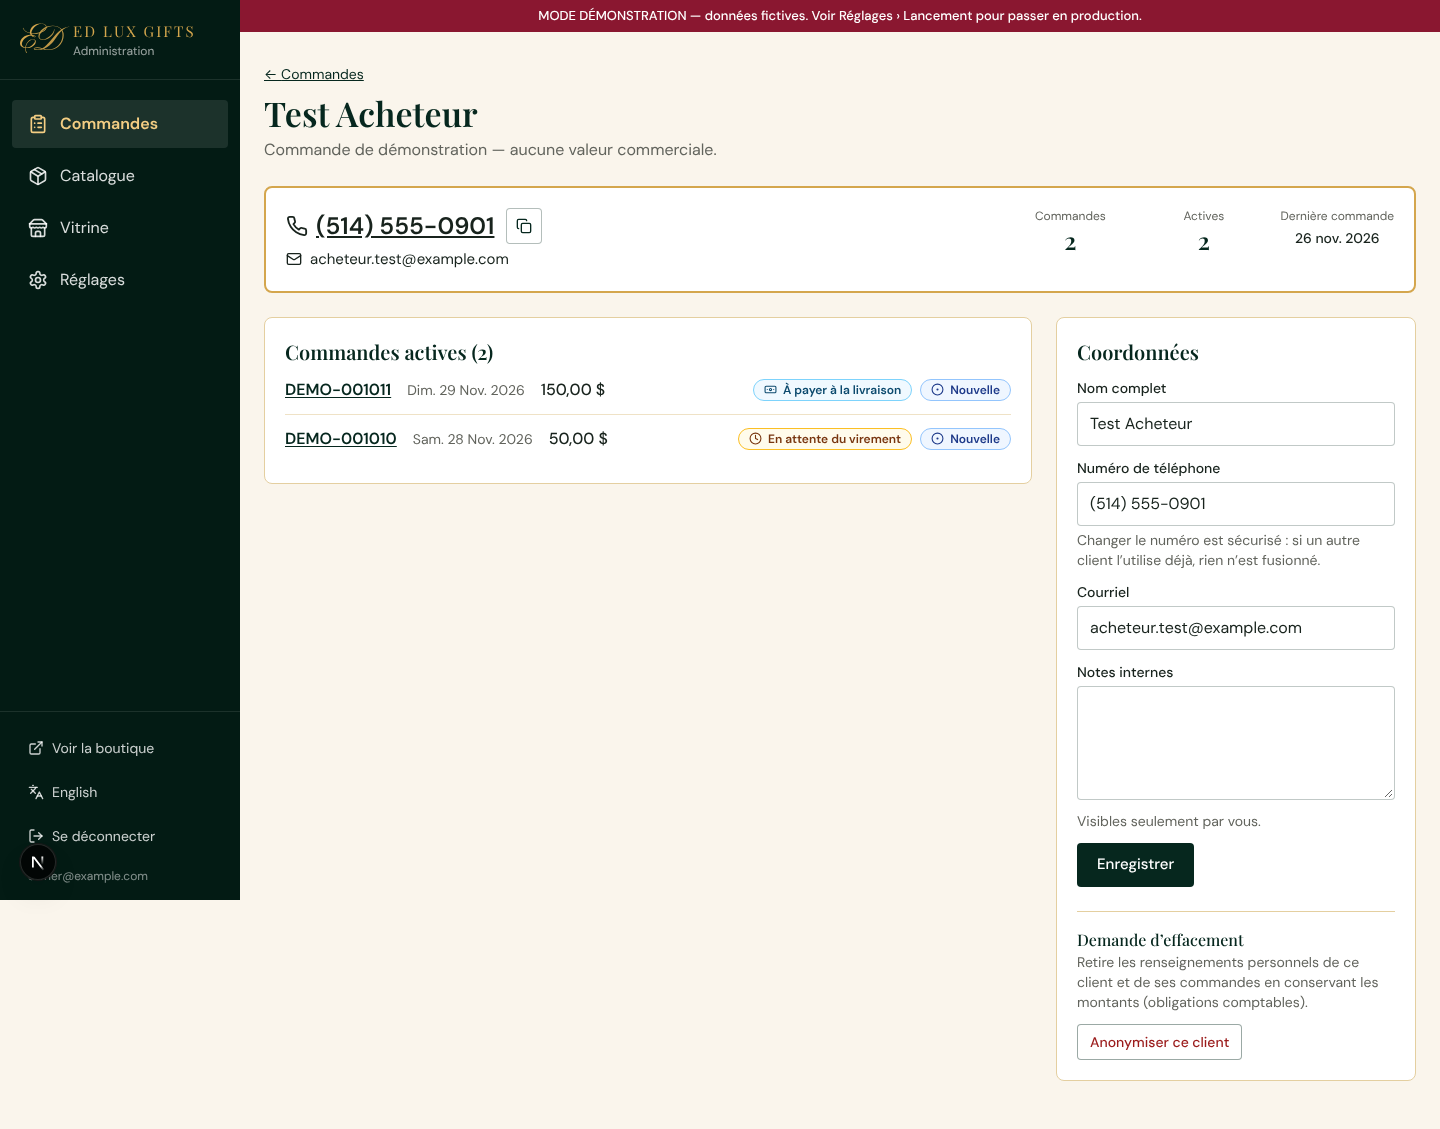 ED LUX GIFTS
Administration
MODE DÉMONSTRATION — données fictives. Voir Réglages › Lancement pour passer en production.
Commandes
Catalogue
Vitrine
Réglages
Voir la boutique
English
Se déconnecter
er@example.com
← Commandes
Test Acheteur
Commande de démonstration — aucune valeur commerciale.
(514) 555-0901
acheteur.test@example.com
Commandes
2
Actives
2
Dernière commande
26 nov. 2026
Commandes actives (2)
DEMO-001011 Dim. 29 Nov. 2026 150,00 $ À payer à la livraison Nouvelle
DEMO-001010 Sam. 28 Nov. 2026 50,00 $ En attente du virement Nouvelle
Coordonnées
Nom complet
Test Acheteur
Numéro de téléphone
(514) 555-0901
Changer le numéro est sécurisé : si un autre
client l’utilise déjà, rien n’est fusionné.
Courriel
acheteur.test@example.com
Notes internes
Visibles seulement par vous.
Enregistrer
Demande d’effacement
Retire les renseignements personnels de ce
client et de ses commandes en conservant les
montants (obligations comptables).
Anonymiser ce client